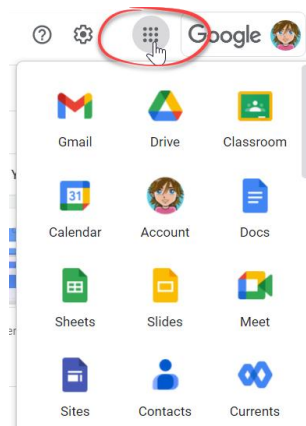 Google
Gmail Drive Classroom
31
Calendar Account Docs
Sheets Slides Meet
Sites Contacts Currents